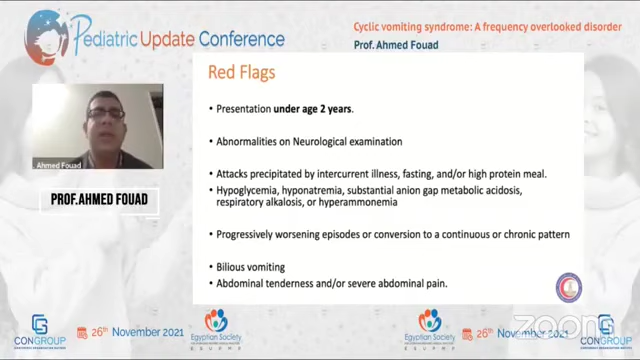 Pediatric Update Conference
Cyclic vomiting syndrome: A frequency overlooked disorder
Prof. Ahmed Fouad
Red Flags
• Presentation under age 2 years.
• Abnormalities on Neurological examination
• Attacks precipitated by intercurrent illness, fasting, and/or high protein meal.
• Hypoglycemia, hyponatremia, substantial anion gap metabolic acidosis,
respiratory alkalosis, or hyperammonemia
• Progressively worsening episodes or conversion to a continuous or chronic pattern
• Bilious vomiting
• Abdominal tenderness and/or severe abdominal pain.
Ahmed Fouad
PROF.AHMED FOUAD
CONGROUP
26th November 2021
Egyptian Society
E S U P M P
Egyptian Society
E S U P M P
26th November 2021
CONGROUP
zoom